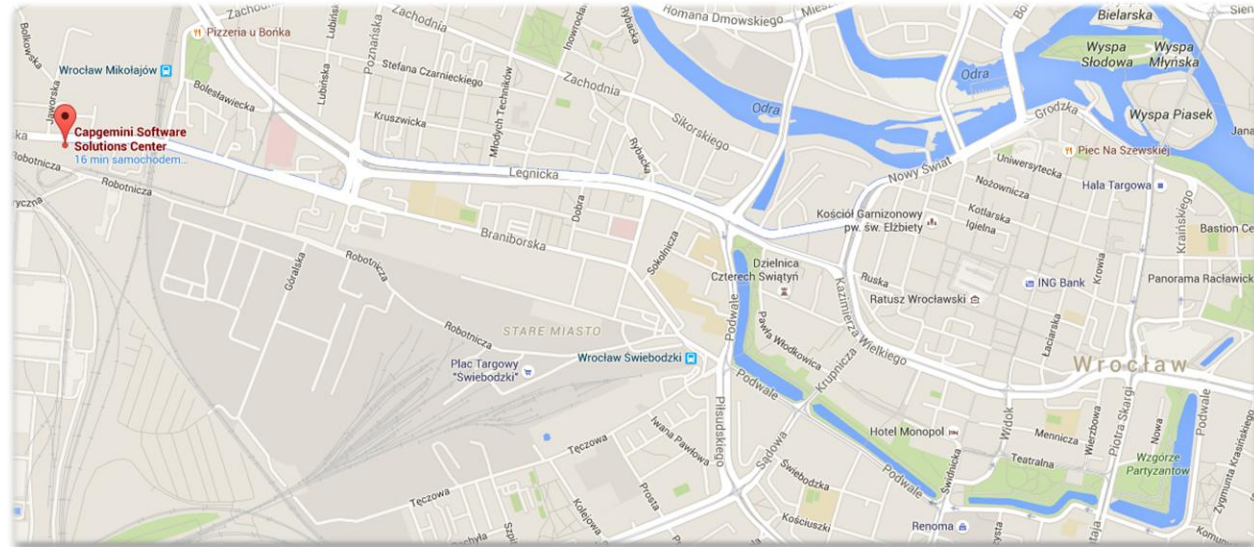 Zachodnia
Bolkowska
Pizzeria u Bońka
Lubińska
Poznańska
Inowrocławska
Rybacka
Romana Dmowskiego
Bielarska
Wyspa
Słodowa
Wyspa
Młyńska
Wrocław Mikołajów
Stefana Czarnieckiego
Zachodnia
Odra
Jaworska
Bolesławiecka
Lubińska
Młodych Techników
Odra
Grodzka
Wyspa Piasek
Kruszwicka
Sikorskiego
Capgemini Software
Solutions Center
16 min samochodem...
Rybacka
Piec Na Szewskiej
Uniwersytecka
Nowy Świat
Robotnicza
Robotnicza
Legnicka
Nożownicza
Hala Targowa
Dobra
Kotlarska
Igielna
Kraińskiego
Kościół Garnizonowy
pw. św. Elżbiety
Bastion Ce
Braniborska
Sokolnicza
Góralska
Robotnicza
Dzielnica
Czterech Świątyń
Ruska
Krowia
Panorama Racławick
ING Bank
Podwale
Kazimierza Wielkiego
Ratusz Wrocławski
Robotnicza
STARE MIASTO
Pawła Włodkowica
Łaciarska
Wrocław Świebodzki
Plac Targowy
"Świebodzki"
Krupnicza
Wrocław
Podwale
Piłsudskiego
Piotra Skargi
Podwale
Iwana Pawłowa
Hotel Monopol
Widok
Mennicza
Wierzbowa
Nowa
Tęczowa
Sądowa
Świebodzka
Teatralna
Wzgórze
Partyzantów
Zygmunta Krasińskiego
Podwale
Świdnicka
Tęczowa
Kolejowa
Prosta
Kościuszki
Renoma